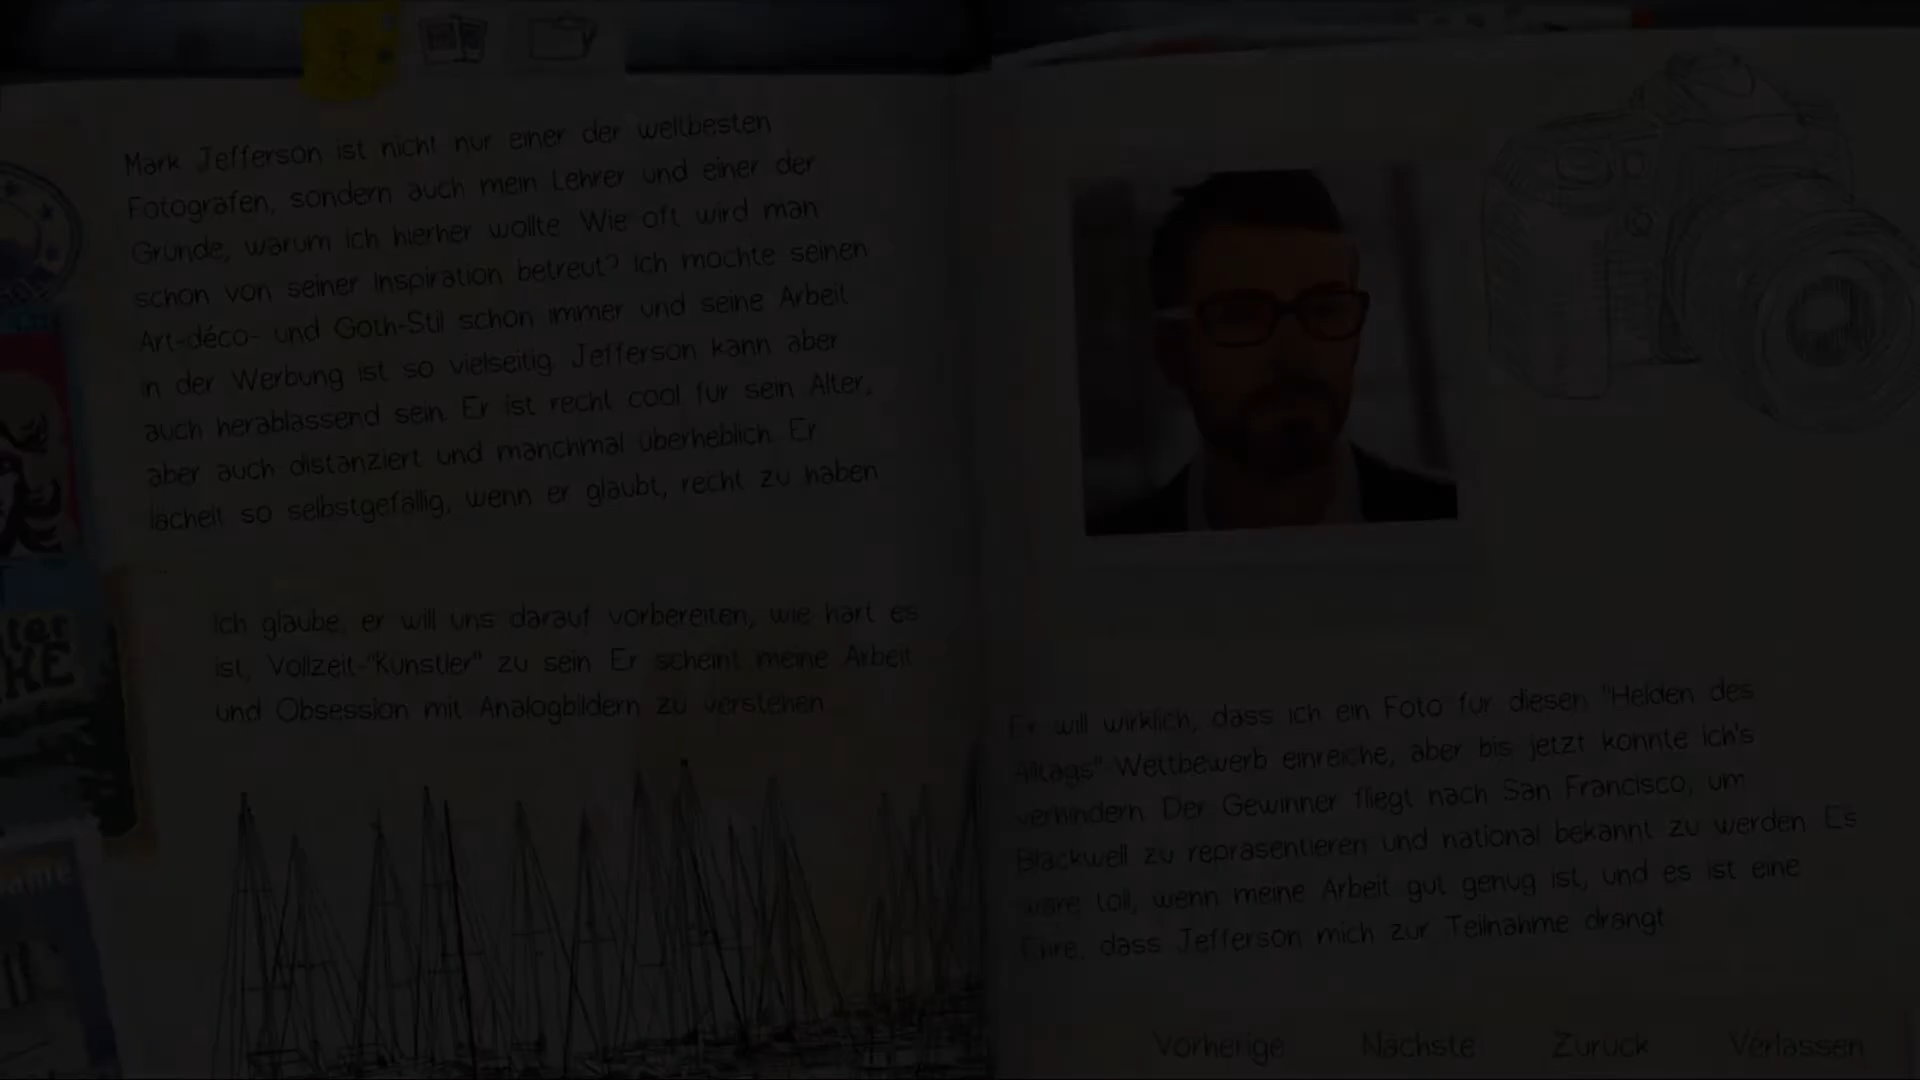 Mark Jefferson ist nicht nur einer der weltbesten
Fotografen, sondern auch mein Lehrer und einer der
Gründe, warum ich hierher wollte. Wie oft wird man
schon von seiner Inspiration betreut? Ich mochte seinen
Art-déco- und Goth-Stil schon immer und seine Arbeit
in der Werbung ist so vielseitig. Jefferson kann aber
auch herablassend sein. Er ist recht cool für sein Alter,
aber auch distanziert und manchmal überheblich. Er
lächelt so selbstgefällig, wenn er glaubt, recht zu haben
Ich glaube, er will uns darauf vorbereiten, wie hart es
ist, Vollzeit-"Künstler" zu sein. Er scheint meine Arbeit
und Obsession mit Analogbildern zu verstehen
Er will wirklich, dass ich ein Foto für diesen "Helden des
Alltags"-Wettbewerb einreiche, aber bis jetzt konnte ich's
verhindern. Der Gewinner fliegt nach San Francisco, um
Blackwell zu repräsentieren und national bekannt zu werden. Es
wäre toll, wenn meine Arbeit gut genug ist, und es ist eine
Ehre, dass Jefferson mich zur Teilnahme drängt
Vorherige Nächste Zurück Verlassen